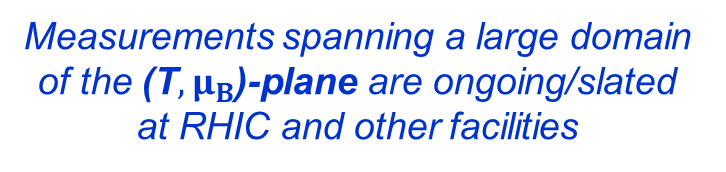 Measurements spanning a large domain
of the (T, μB)-plane are ongoing/slated
at RHIC and other facilities